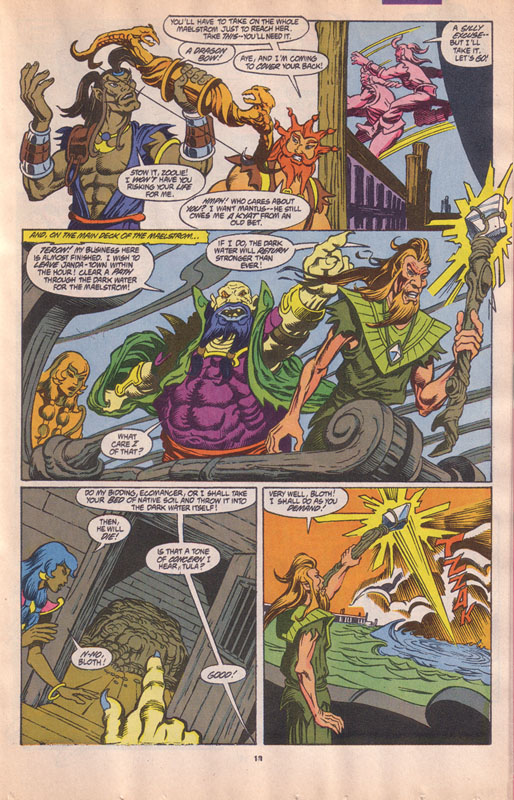 YOU'LL HAVE TO TAKE ON THE WHOLE
MAELSTROM JUST TO REACH HER.
TAKE THIS--YOU'LL NEED IT.
A DRAGON
BOW!
AYE, AND I'M COMING
TO COVER YOUR BACK!
STOW IT, ZOOLIE!
I WON'T HAVE YOU
RISKING YOUR LIFE
FOR ME.
HMPH! WHO CARES ABOUT
YOU? I WANT MANTUS--HE STILL
OWES ME A KYAT FROM
AN OLD BET.
A SILLY
EXCUSE--
BUT I'LL
TAKE IT.
LET'S GO!
AND, ON THE MAIN DECK OF THE MAELSTROM...
TERON! MY BUSINESS HERE
IS ALMOST FINISHED. I WISH TO
LEAVE JANDA-TOWN WITHIN
THE HOUR! CLEAR A PATH
THROUGH THE DARK WATER
FOR THE MAELSTROM!
IF I DO, THE DARK
WATER WILL RETURN
STRONGER THAN
EVER!
WHAT
CARE I
OF THAT?
DO MY BIDDING, ECOMANCER, OR I SHALL TAKE
YOUR BED OF NATIVE SOIL AND THROW IT INTO
THE DARK WATER ITSELF!
THEN,
HE WILL
DIE!
IS THAT A TONE
OF CONCERN I
HEAR, TULA?
N-NO,
BLOTH!
GOOD!
VERY WELL, BLOTH!
I SHALL DO AS YOU
DEMAND!
TZZAK
19